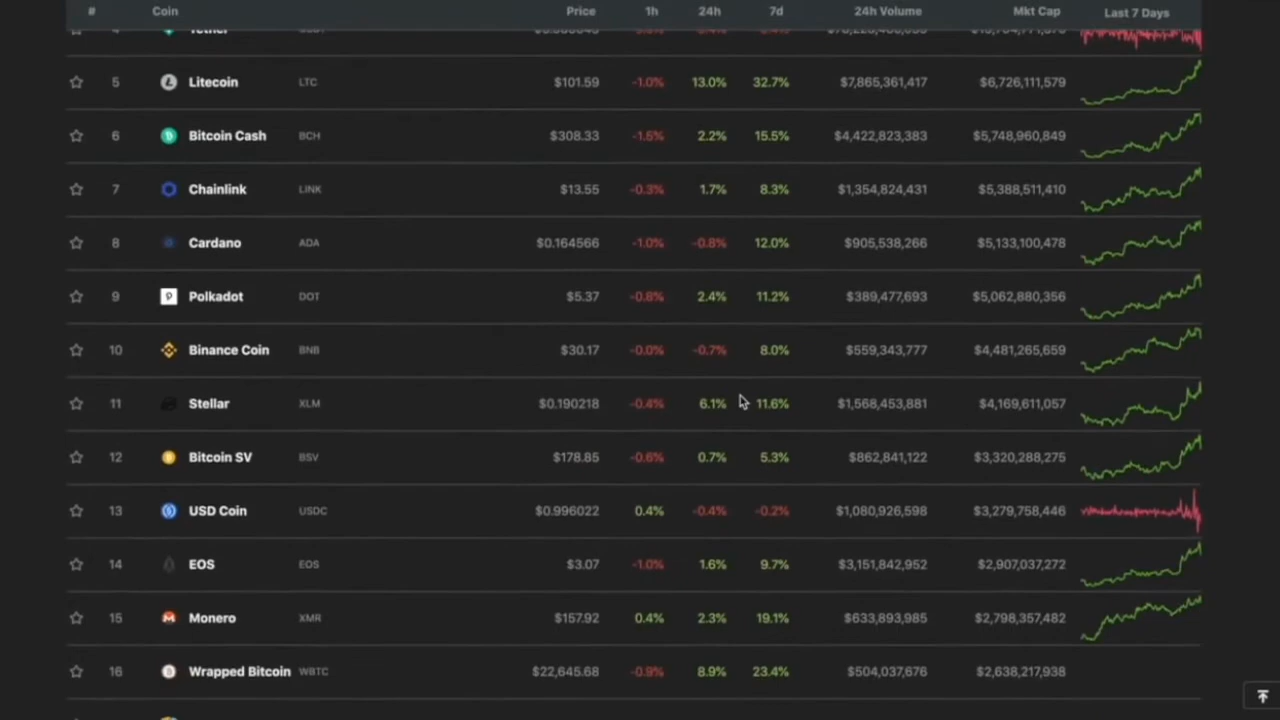 # Coin Price 1h 24h 7d 24h Volume Mkt Cap Last 7 Days
4 Tether
5 Litecoin LTC $101.59 -1.0% 13.0% 32.7% $7,865,361,417 $6,726,111,579
6 Bitcoin Cash BCH $308.33 -1.5% 2.2% 15.5% $4,422,823,383 $5,748,960,849
7 Chainlink LINK $13.55 -0.3% 1.7% 8.3% $1,354,824,431 $5,388,511,410
8 Cardano ADA $0.164566 -1.0% -0.8% 12.0% $905,538,266 $5,133,100,478
9 Polkadot DOT $5.37 -0.8% 2.4% 11.2% $389,477,693 $5,062,880,356
10 Binance Coin BNB $30.17 -0.0% -0.7% 8.0% $559,343,777 $4,481,265,659
11 Stellar XLM $0.190218 -0.4% 6.1% 11.6% $1,568,453,881 $4,169,611,057
12 Bitcoin SV BSV $178.85 -0.6% 0.7% 5.3% $862,841,122 $3,320,288,275
13 USD Coin USDC $0.996022 0.4% -0.4% -0.2% $1,080,926,598 $3,279,758,446
14 EOS EOS $3.07 -1.0% 1.6% 9.7% $3,151,842,952 $2,907,037,272
15 Monero XMR $157.92 0.4% 2.3% 19.1% $633,893,985 $2,798,357,482
16 Wrapped Bitcoin WBTC $22,645.68 -0.9% 8.9% 23.4% $504,037,676 $2,638,217,938